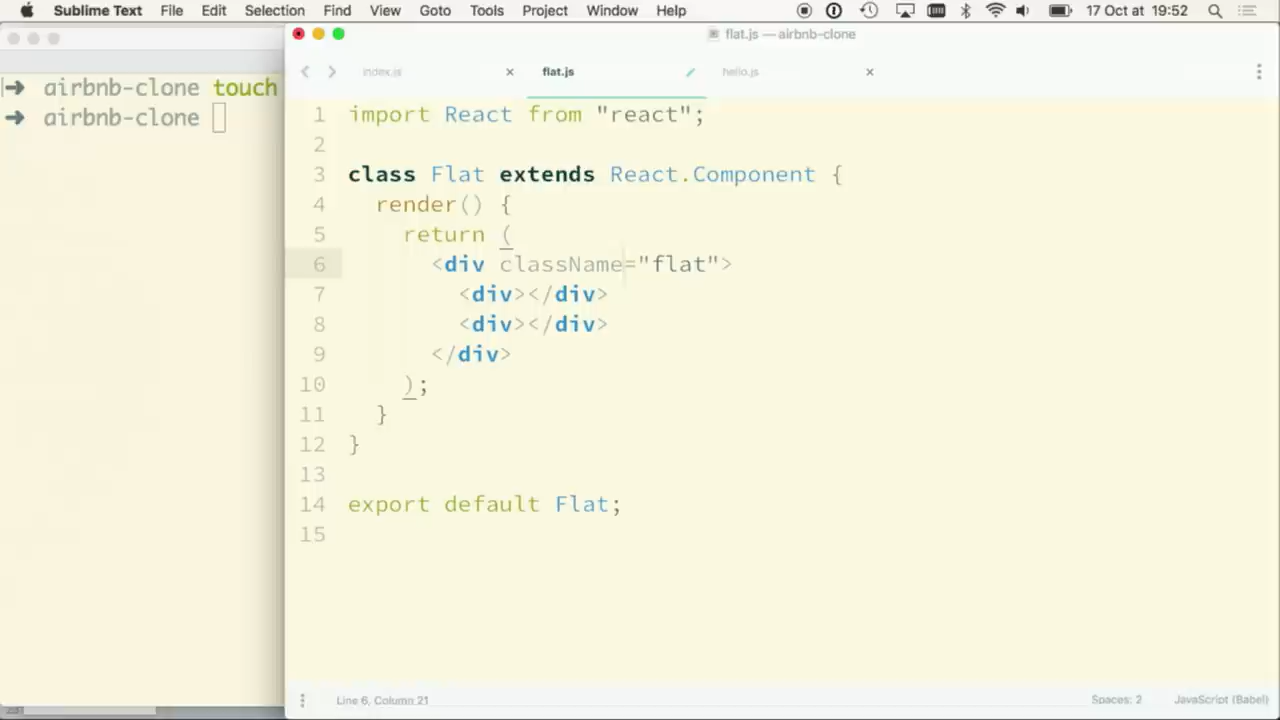 Sublime Text File Edit Selection Find View Goto Tools Project Window Help 17 Oct at 19:52
flat.js — airbnb-clone
index.js flat.js hello.js
airbnb-clone touch
airbnb-clone
1 import React from "react";
2
3 class Flat extends React.Component {
4 render() {
5 return (
6 <div className="flat">
7 <div></div>
8 <div></div>
9 </div>
10 );
11 }
12 }
13
14 export default Flat;
15
Line 6, Column 21 Spaces: 2 JavaScript (Babel)